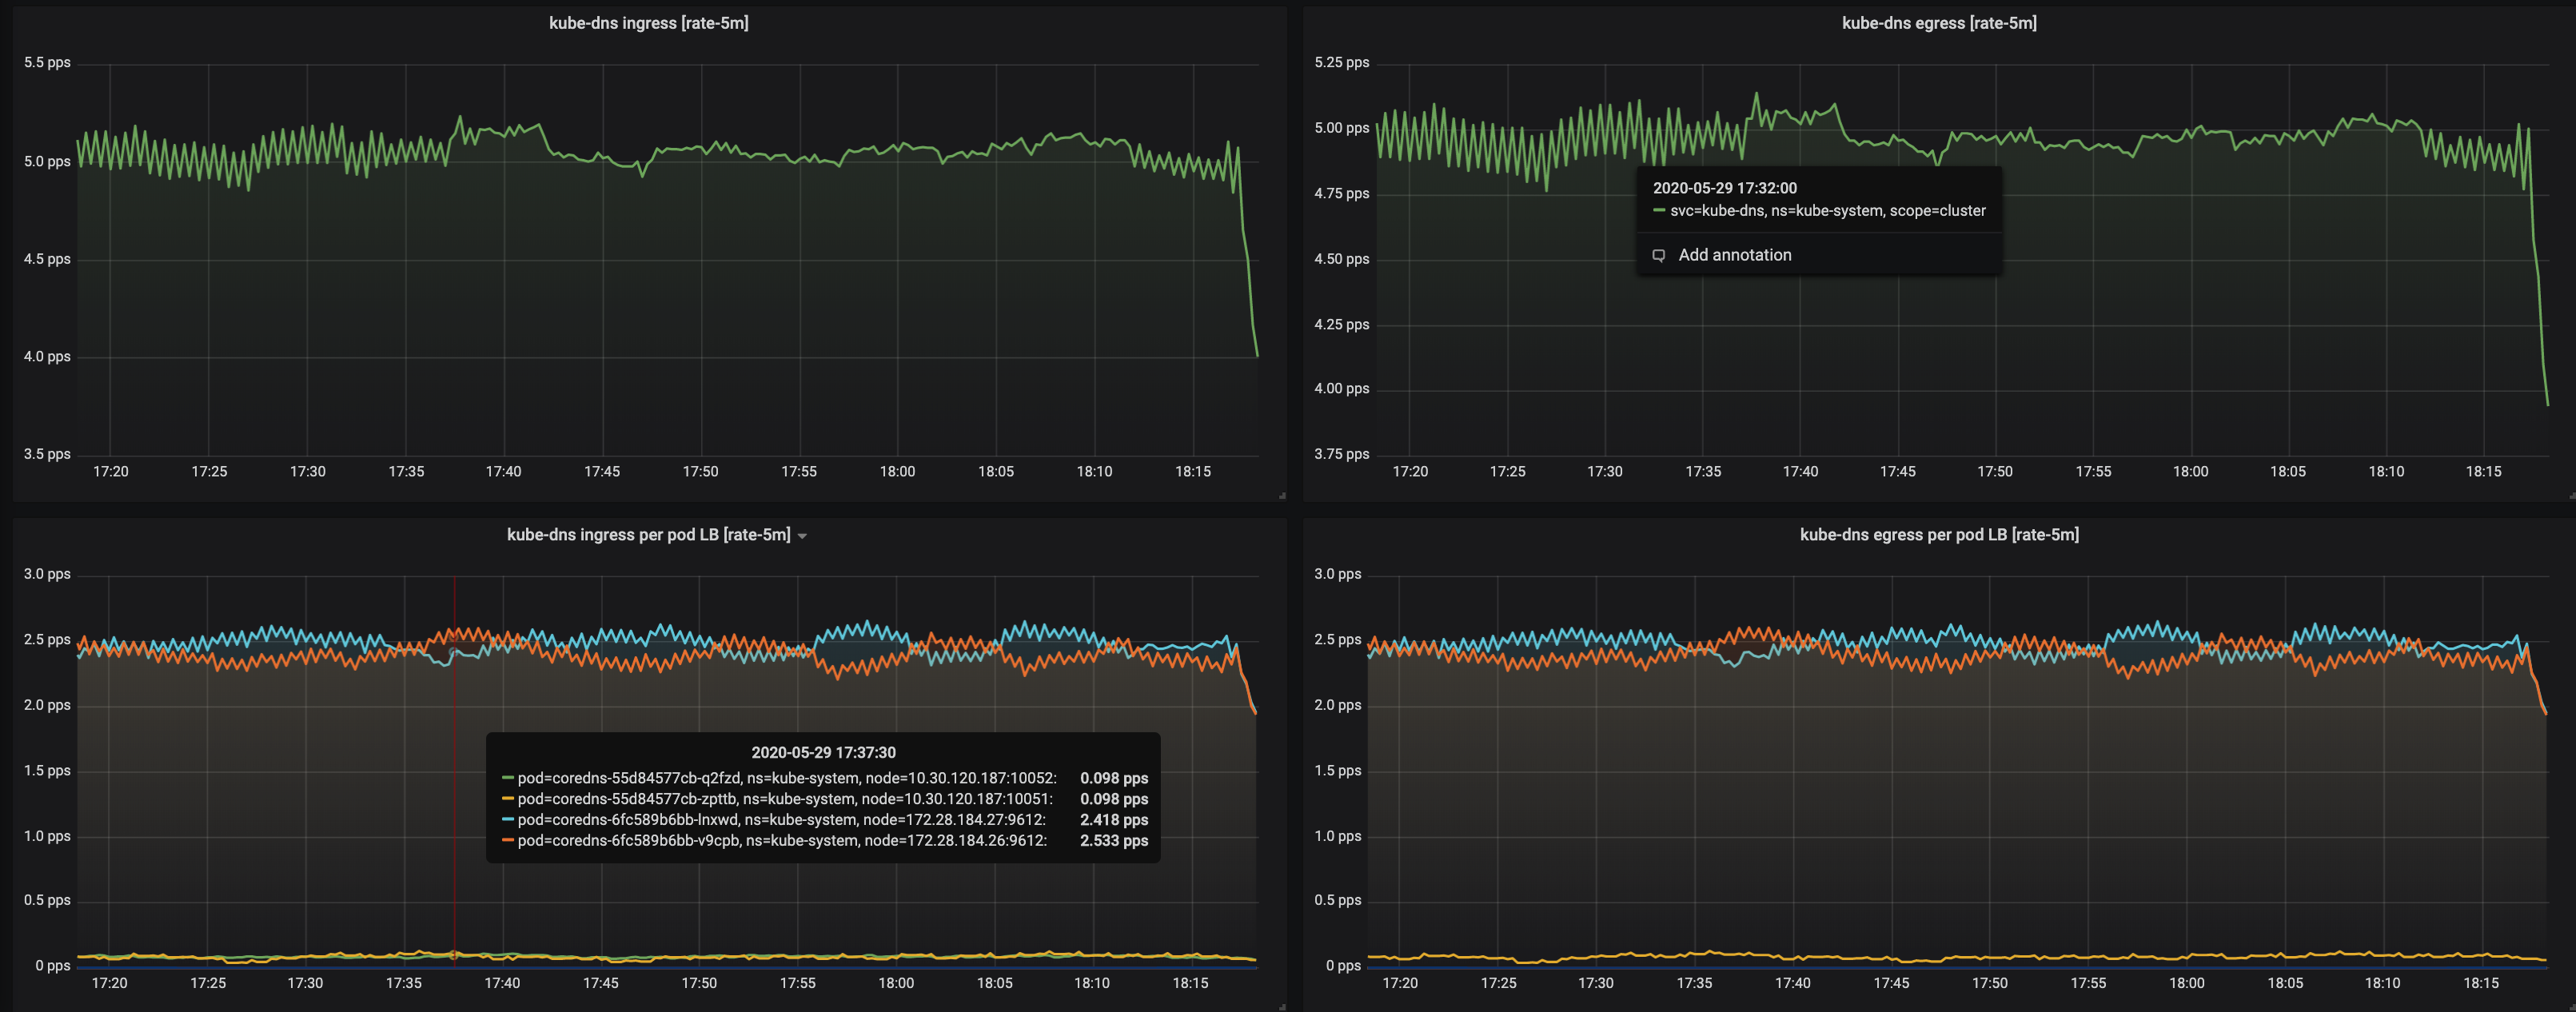 kube-dns ingress [rate-5m]
5.5 pps
5.0 pps
4.5 pps
4.0 pps
3.5 pps
17:20 17:25 17:30 17:35 17:40 17:45 17:50 17:55 18:00 18:05 18:10 18:15
kube-dns egress [rate-5m]
5.25 pps
5.00 pps
4.75 pps
4.50 pps
4.25 pps
4.00 pps
3.75 pps
2020-05-29 17:32:00
svc=kube-dns, ns=kube-system, scope=cluster
Add annotation
17:20 17:25 17:30 17:35 17:40 17:45 17:50 17:55 18:00 18:05 18:10 18:15
kube-dns ingress per pod LB [rate-5m]
3.0 pps
2.5 pps
2.0 pps
1.5 pps
1.0 pps
0.5 pps
0 pps
2020-05-29 17:37:30
pod=coredns-55d84577cb-q2fzd, ns=kube-system, node=10.30.120.187:10052: 0.098 pps
pod=coredns-55d84577cb-zpttb, ns=kube-system, node=10.30.120.187:10051: 0.098 pps
pod=coredns-6fc589b6bb-lnxwd, ns=kube-system, node=172.28.184.27:9612: 2.418 pps
pod=coredns-6fc589b6bb-v9cpb, ns=kube-system, node=172.28.184.26:9612: 2.533 pps
17:20 17:25 17:30 17:35 17:40 17:45 17:50 17:55 18:00 18:05 18:10 18:15
kube-dns egress per pod LB [rate-5m]
3.0 pps
2.5 pps
2.0 pps
1.5 pps
1.0 pps
0.5 pps
0 pps
17:20 17:25 17:30 17:35 17:40 17:45 17:50 17:55 18:00 18:05 18:10 18:15